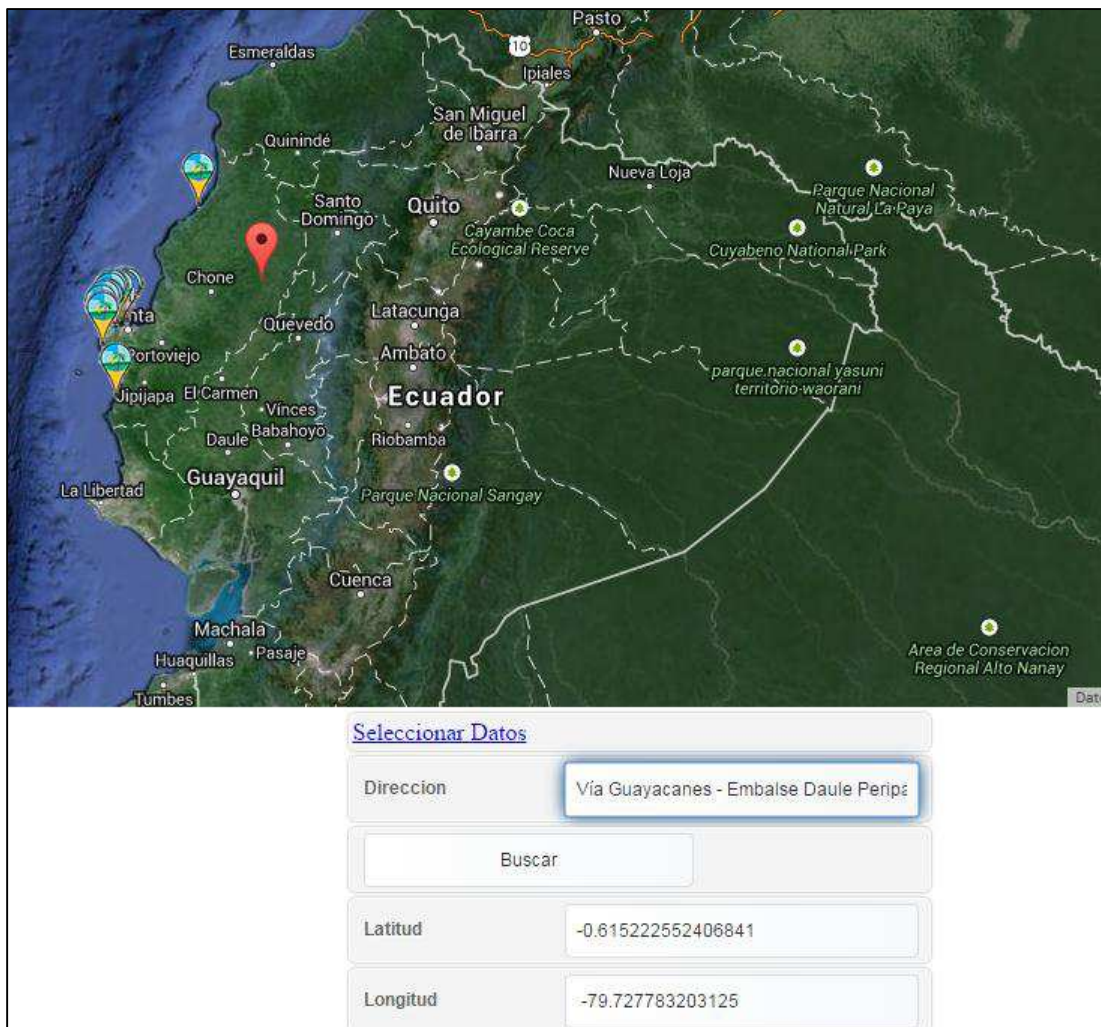 Pasto
10
Esmeraldas
Ipiales
San Miguel
de Ibarra
Quinindé
Nueva Loja
Parque Nacional
Natural La Paya
Santo
Domingo
Quito
Cayambe Coca
Ecological Reserve
Cuyabeno National Park
Chone
Latacunga
nta
Quevedo
Portoviejo
Ambato
parque nacional yasuni
territorio waorani
Jipijapa
El Carmen
Ecuador
Vinces
Daule
Babahoyo
Riobamba
Guayaquil
La Libertad
Parque Nacional Sangay
Cuenca
Machala
Huaquillas
Pasaje
Area de Conservacion
Regional Alto Nanay
Tumbes
Dat
Seleccionar Datos
Direccion
Vía Guayacanes - Embalse Daule Peripa
Buscar
Latitud
-0.615222552406841
Longitud
-79.727783203125